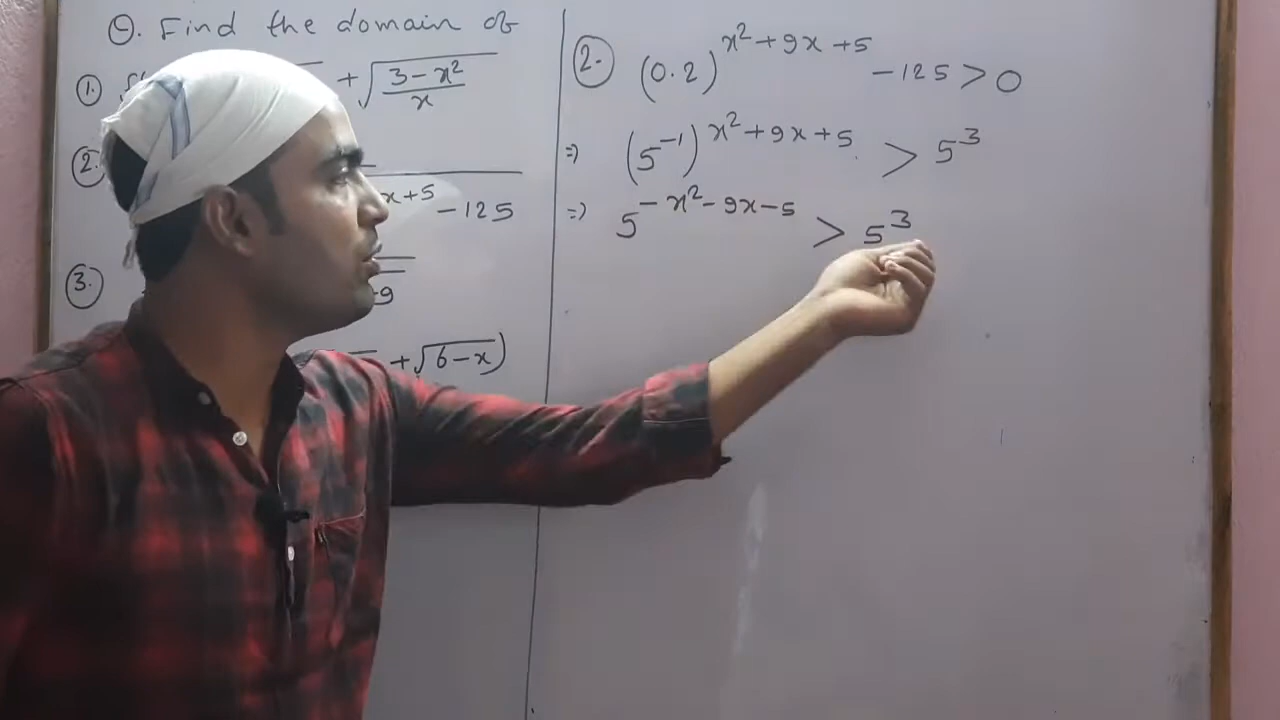 Q. Find the domain of
① + √(3-x²)/x
②. x+5 - 125
③. -9
+√6-x)
②. (0.2)^x²+9x+5 - 125 > 0
⇒ (5⁻¹)^x²+9x+5. > 5³
⇒ 5^-x²-9x-5 > 5³